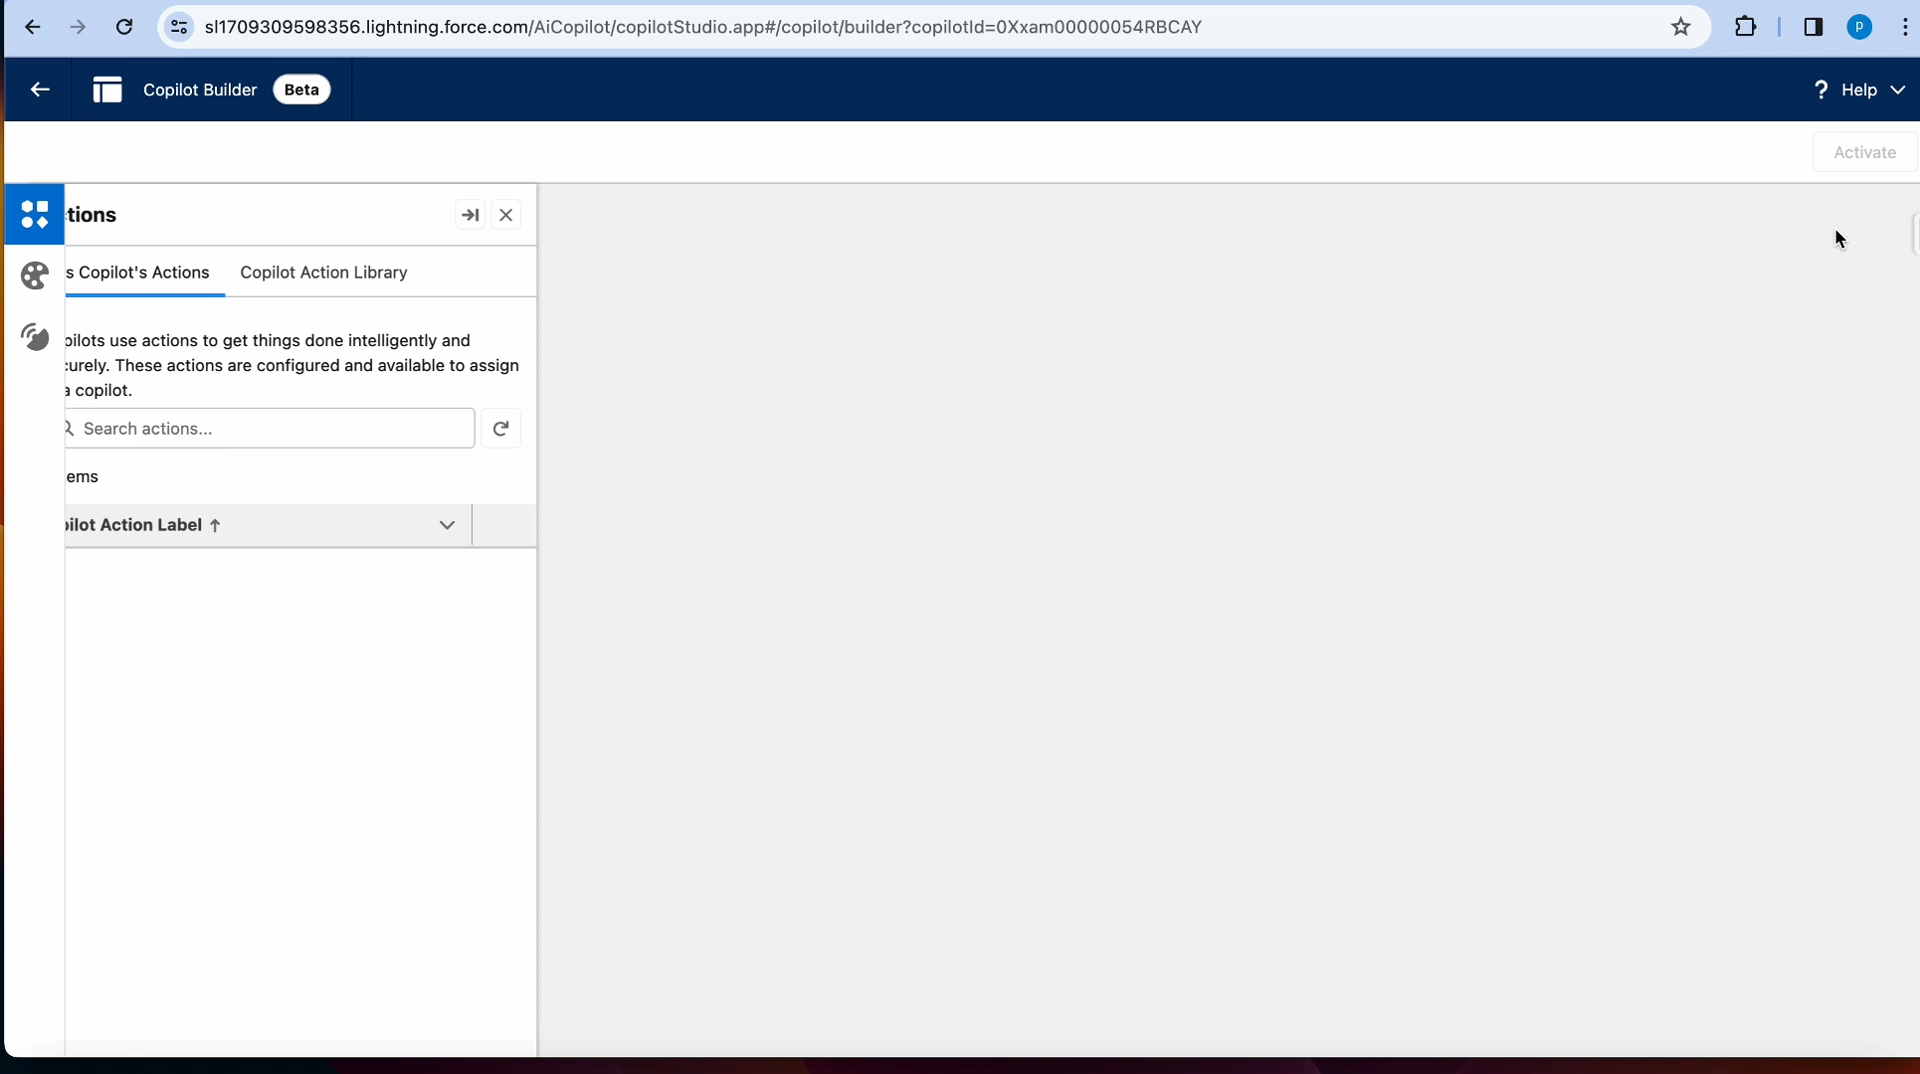 sl1709309598356.lightning.force.com/AiCopilot/copilotStudio.app#/copilot/builder?copilotId=0Xxam00000054RBCAY
P
Copilot Builder Beta
? Help
Activate
tions
s Copilot's Actions Copilot Action Library
pilots use actions to get things done intelligently and
curely. These actions are configured and available to assign
a copilot.
Search actions...
ems
pilot Action Label ↑